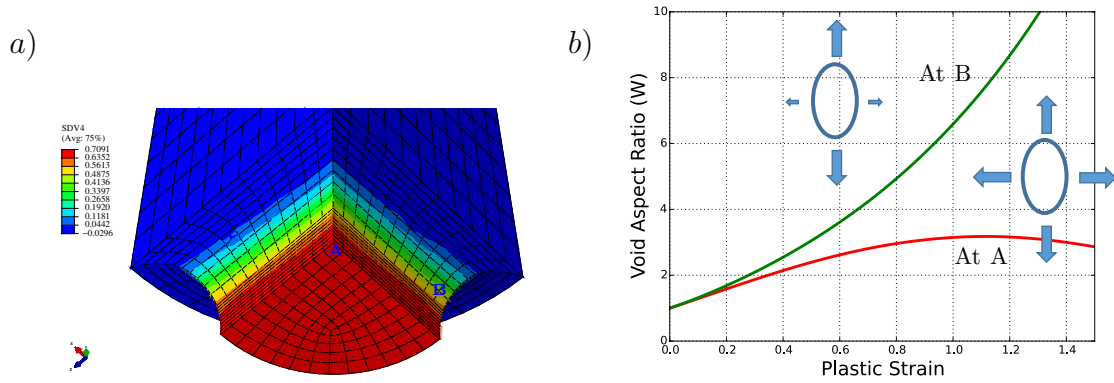 a)
SDV4
(Avg: 75%)
0.7091
0.6352
0.5613
0.4875
0.4136
0.3397
0.2658
0.1920
0.1181
0.0442
−0.0296
A
B
b)
Void Aspect Ratio (W)
10
8
6
4
2
0
At B
At A
0.0 0.2 0.4 0.6 0.8 1.0 1.2 1.4
Plastic Strain